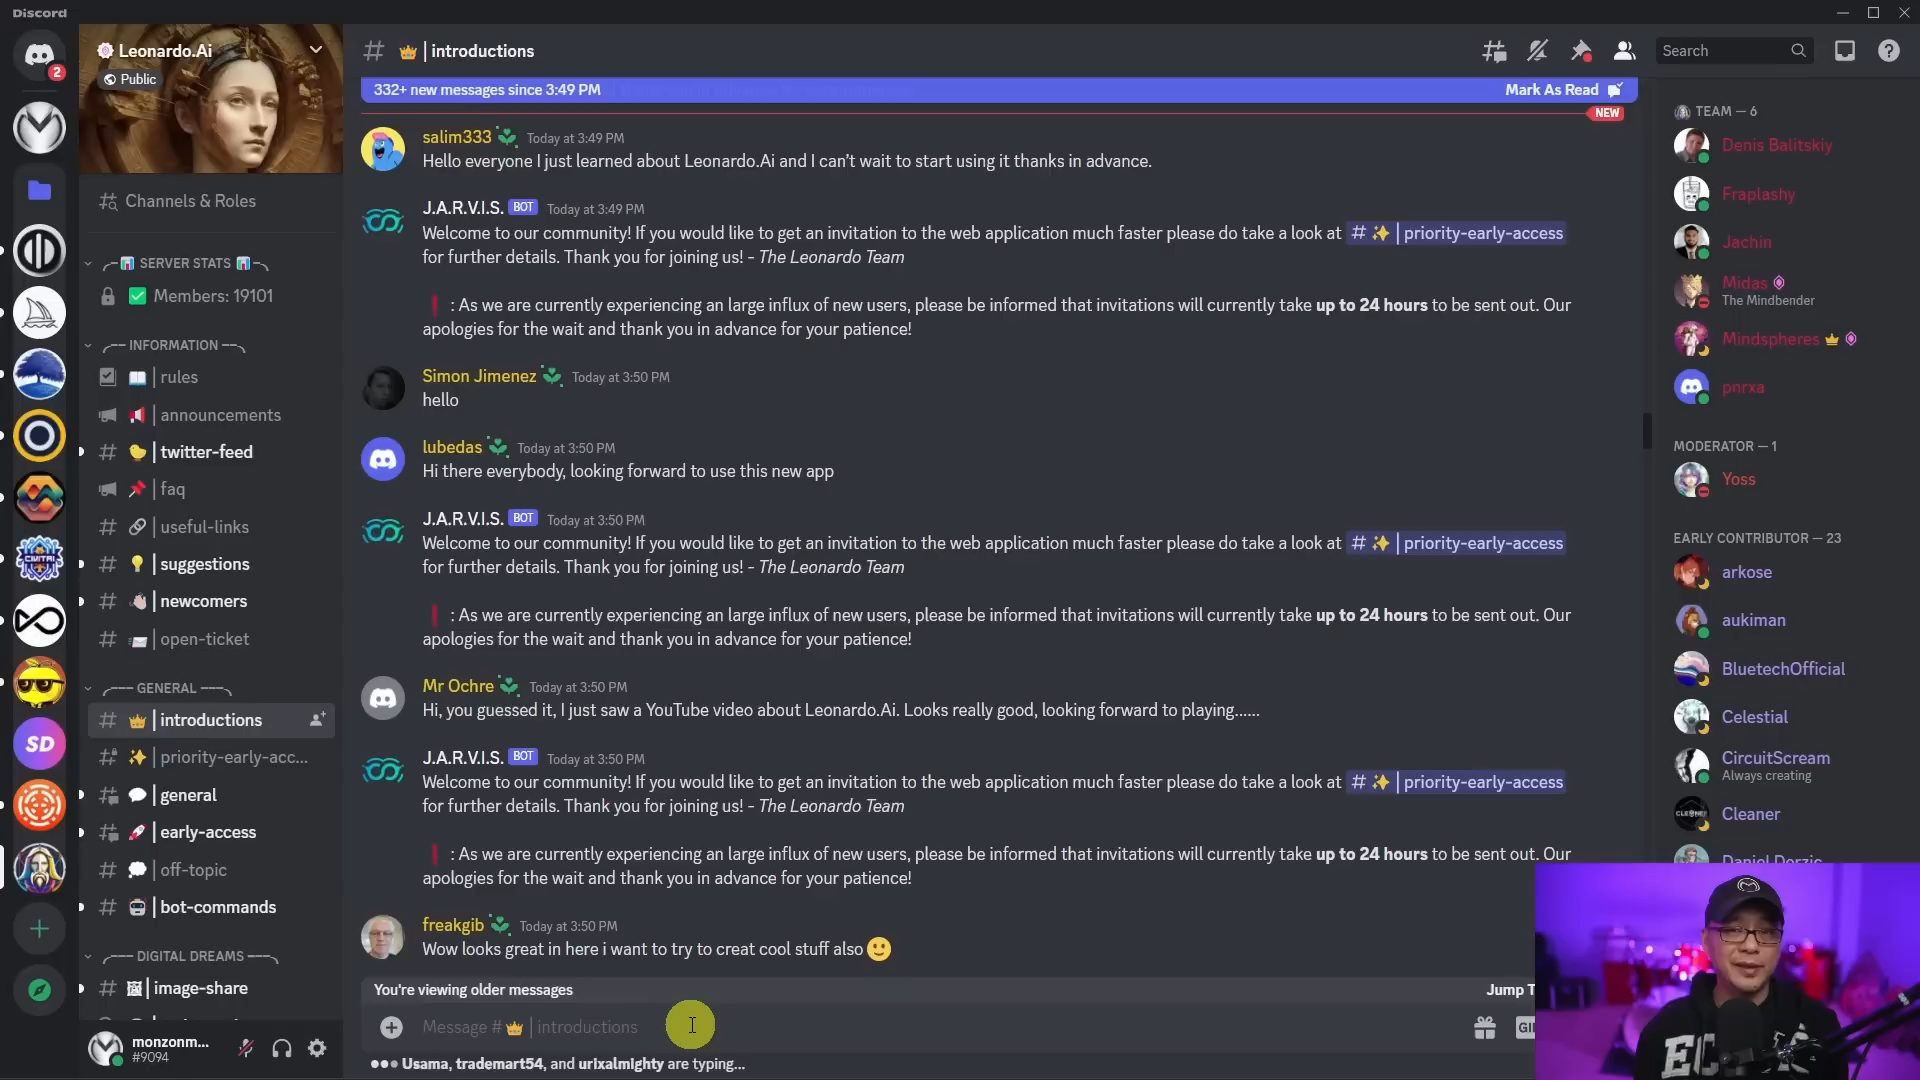 Discord
2
Leonardo.Ai
Public
Channels & Roles
SERVER STATS
Members: 19101
INFORMATION
rules
announcements
twitter-feed
faq
useful-links
suggestions
newcomers
open-ticket
GENERAL
introductions
priority-early-acc...
general
early-access
off-topic
bot-commands
DIGITAL DREAMS
image-share
monzonm...
#9094
CIVITAI
SD
| introductions
Search
332+ new messages since 3:49 PM
Mark As Read
NEW
salim333 Today at 3:49 PM
Hello everyone I just learned about Leonardo.Ai and I can't wait to start using it thanks in advance.
J.A.R.V.I.S. BOT Today at 3:49 PM
Welcome to our community! If you would like to get an invitation to the web application much faster please do take a look at # ✨ | priority-early-access
for further details. Thank you for joining us! - The Leonardo Team
❗ : As we are currently experiencing an large influx of new users, please be informed that invitations will currently take up to 24 hours to be sent out. Our
apologies for the wait and thank you in advance for your patience!
Simon Jimenez Today at 3:50 PM
hello
lubedas Today at 3:50 PM
Hi there everybody, looking forward to use this new app
J.A.R.V.I.S. BOT Today at 3:50 PM
Welcome to our community! If you would like to get an invitation to the web application much faster please do take a look at # ✨ | priority-early-access
for further details. Thank you for joining us! - The Leonardo Team
❗ : As we are currently experiencing an large influx of new users, please be informed that invitations will currently take up to 24 hours to be sent out. Our
apologies for the wait and thank you in advance for your patience!
Mr Ochre Today at 3:50 PM
Hi, you guessed it, I just saw a YouTube video about Leonardo.Ai. Looks really good, looking forward to playing......
J.A.R.V.I.S. BOT Today at 3:50 PM
Welcome to our community! If you would like to get an invitation to the web application much faster please do take a look at # ✨ | priority-early-access
for further details. Thank you for joining us! - The Leonardo Team
❗ : As we are currently experiencing an large influx of new users, please be informed that invitations will currently take up to 24 hours to be sent out. Our
apologies for the wait and thank you in advance for your patience!
freakgib Today at 3:50 PM
Wow looks great in here i want to try to creat cool stuff also 🙂
You're viewing older messages
Jump T
Message # 👑 | introductions
GI
Usama, trademart54, and urixalmighty are typing...
TEAM — 6
Denis Balitskiy
Fraplashy
Jachin
Midas
The Mindbender
Mindspheres
pnrxa
MODERATOR — 1
Yoss
EARLY CONTRIBUTOR — 23
arkose
aukiman
BluetechOfficial
Celestial
CircuitScream
Always creating
Cleaner
Daniel Derzic